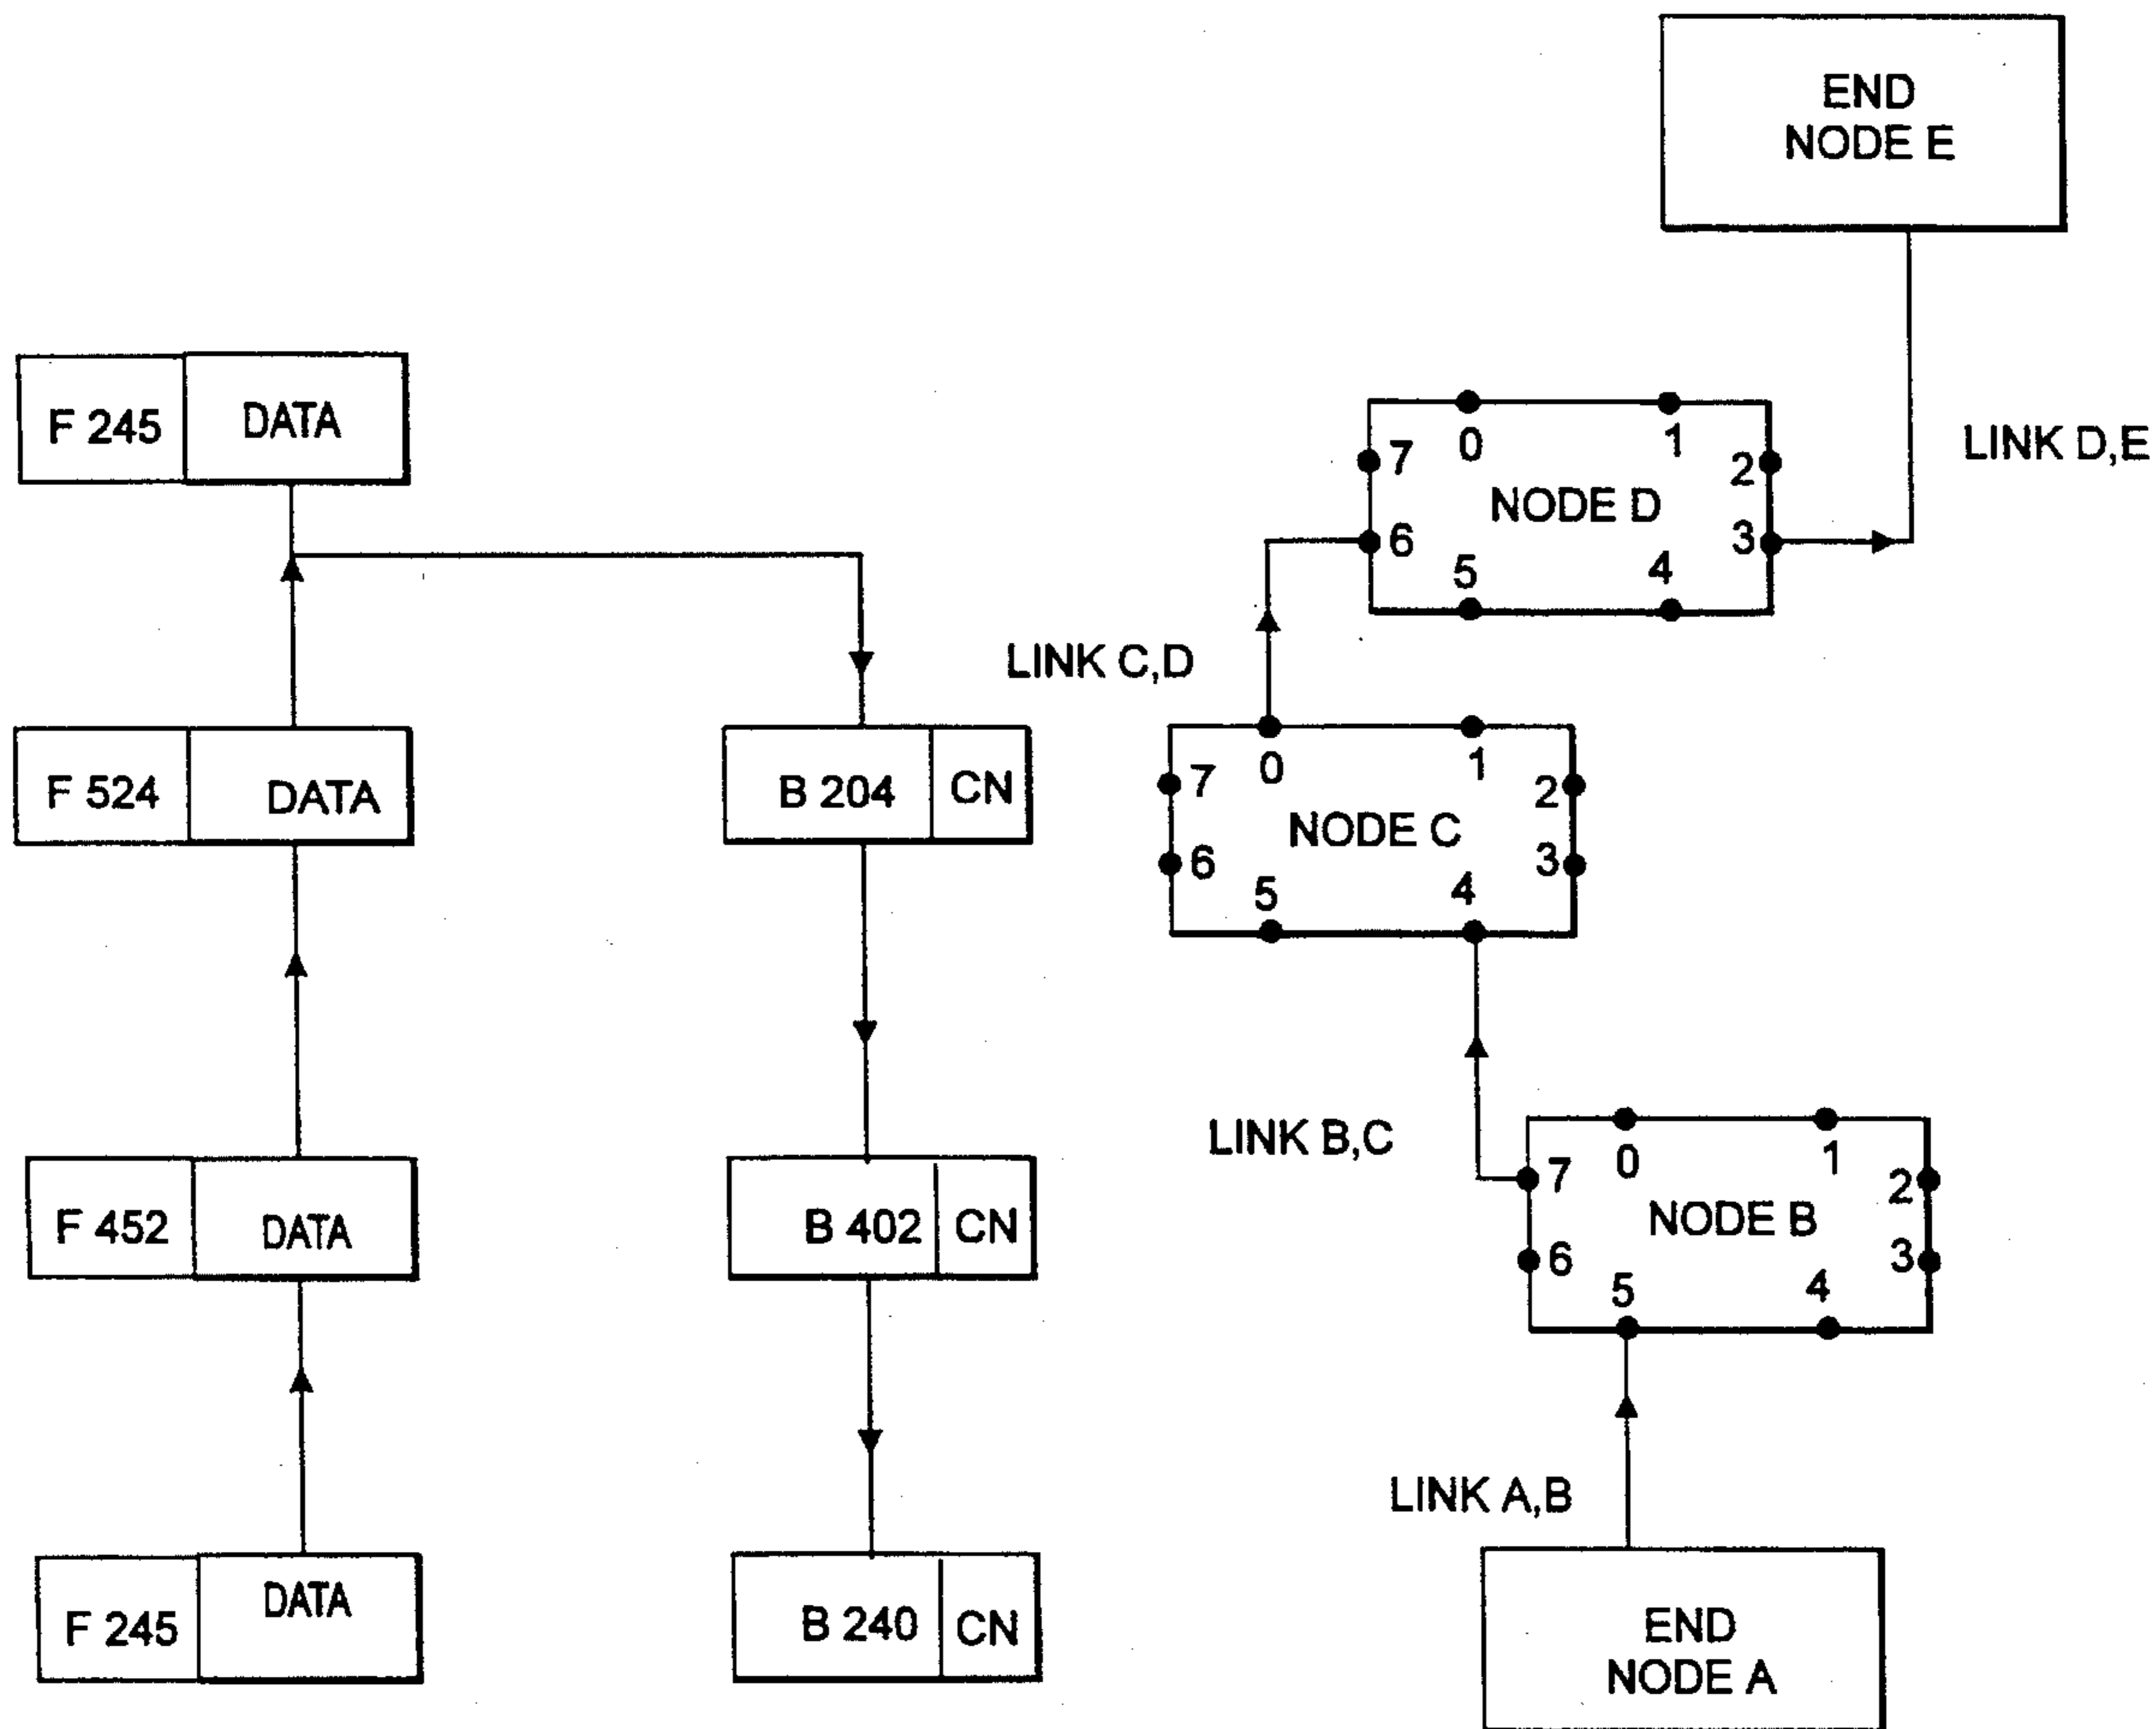 END
NODE E
F 245 DATA
LINK D,E
0 1
7 2
NODE D
6 3
5 4
LINK C,D
F 524 DATA
B 204 CN
0 1
7 2
NODE C
6 3
5 4
LINK B,C
F 452 DATA
B 402 CN
0 1
7 2
NODE B
6 3
5 4
LINK A,B
F 245 DATA
B 240 CN
END
NODE A